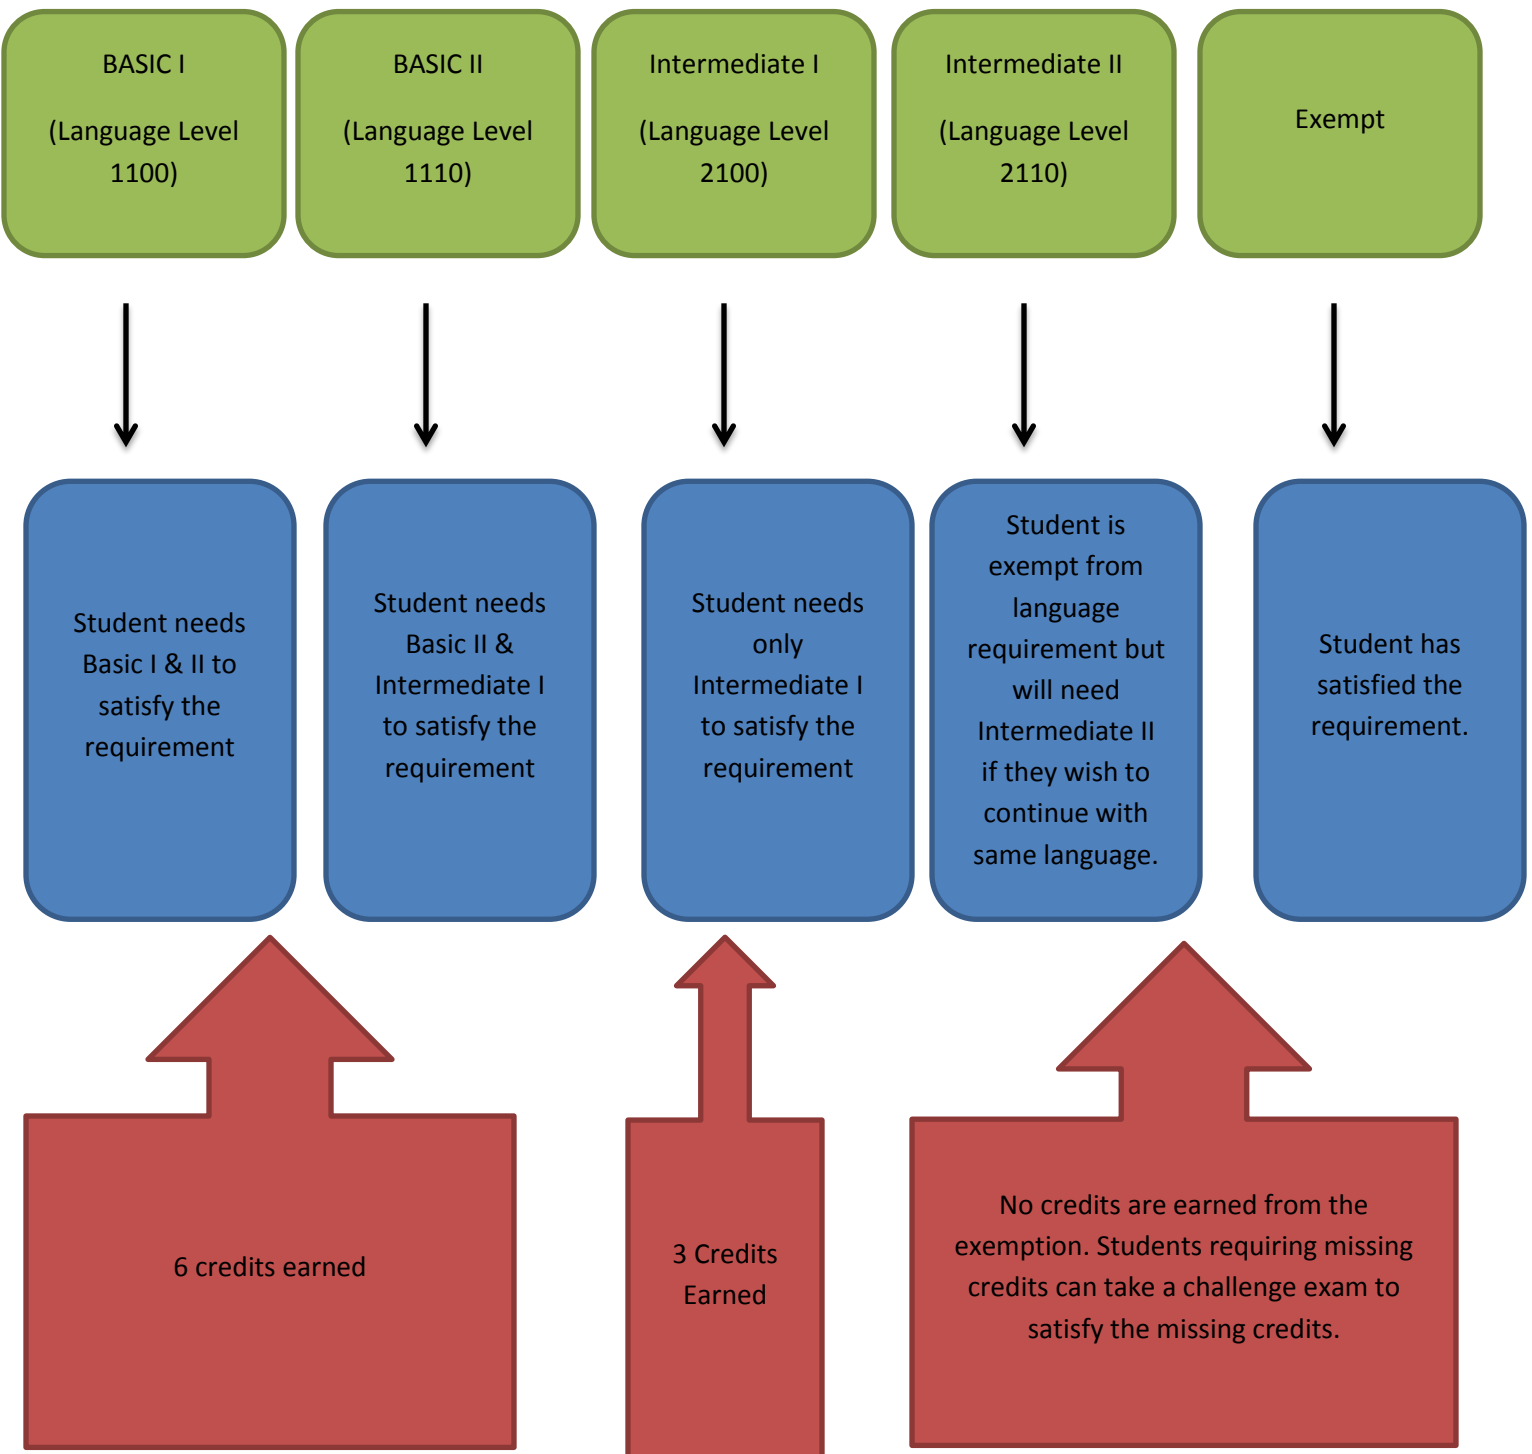 BASIC I
(Language Level
1100)
BASIC II
(Language Level
1110)
Intermediate I
(Language Level
2100)
Intermediate II
(Language Level
2110)
Exempt
Student needs
Basic I & II to
satisfy the
requirement
Student needs
Basic II &
Intermediate I
to satisfy the
requirement
Student needs
only
Intermediate I
to satisfy the
requirement
Student is
exempt from
language
requirement but
will need
Intermediate II
if they wish to
continue with
same language.
Student has
satisfied the
requirement.
6 credits earned
3 Credits
Earned
No credits are earned from the
exemption. Students requiring missing
credits can take a challenge exam to
satisfy the missing credits.